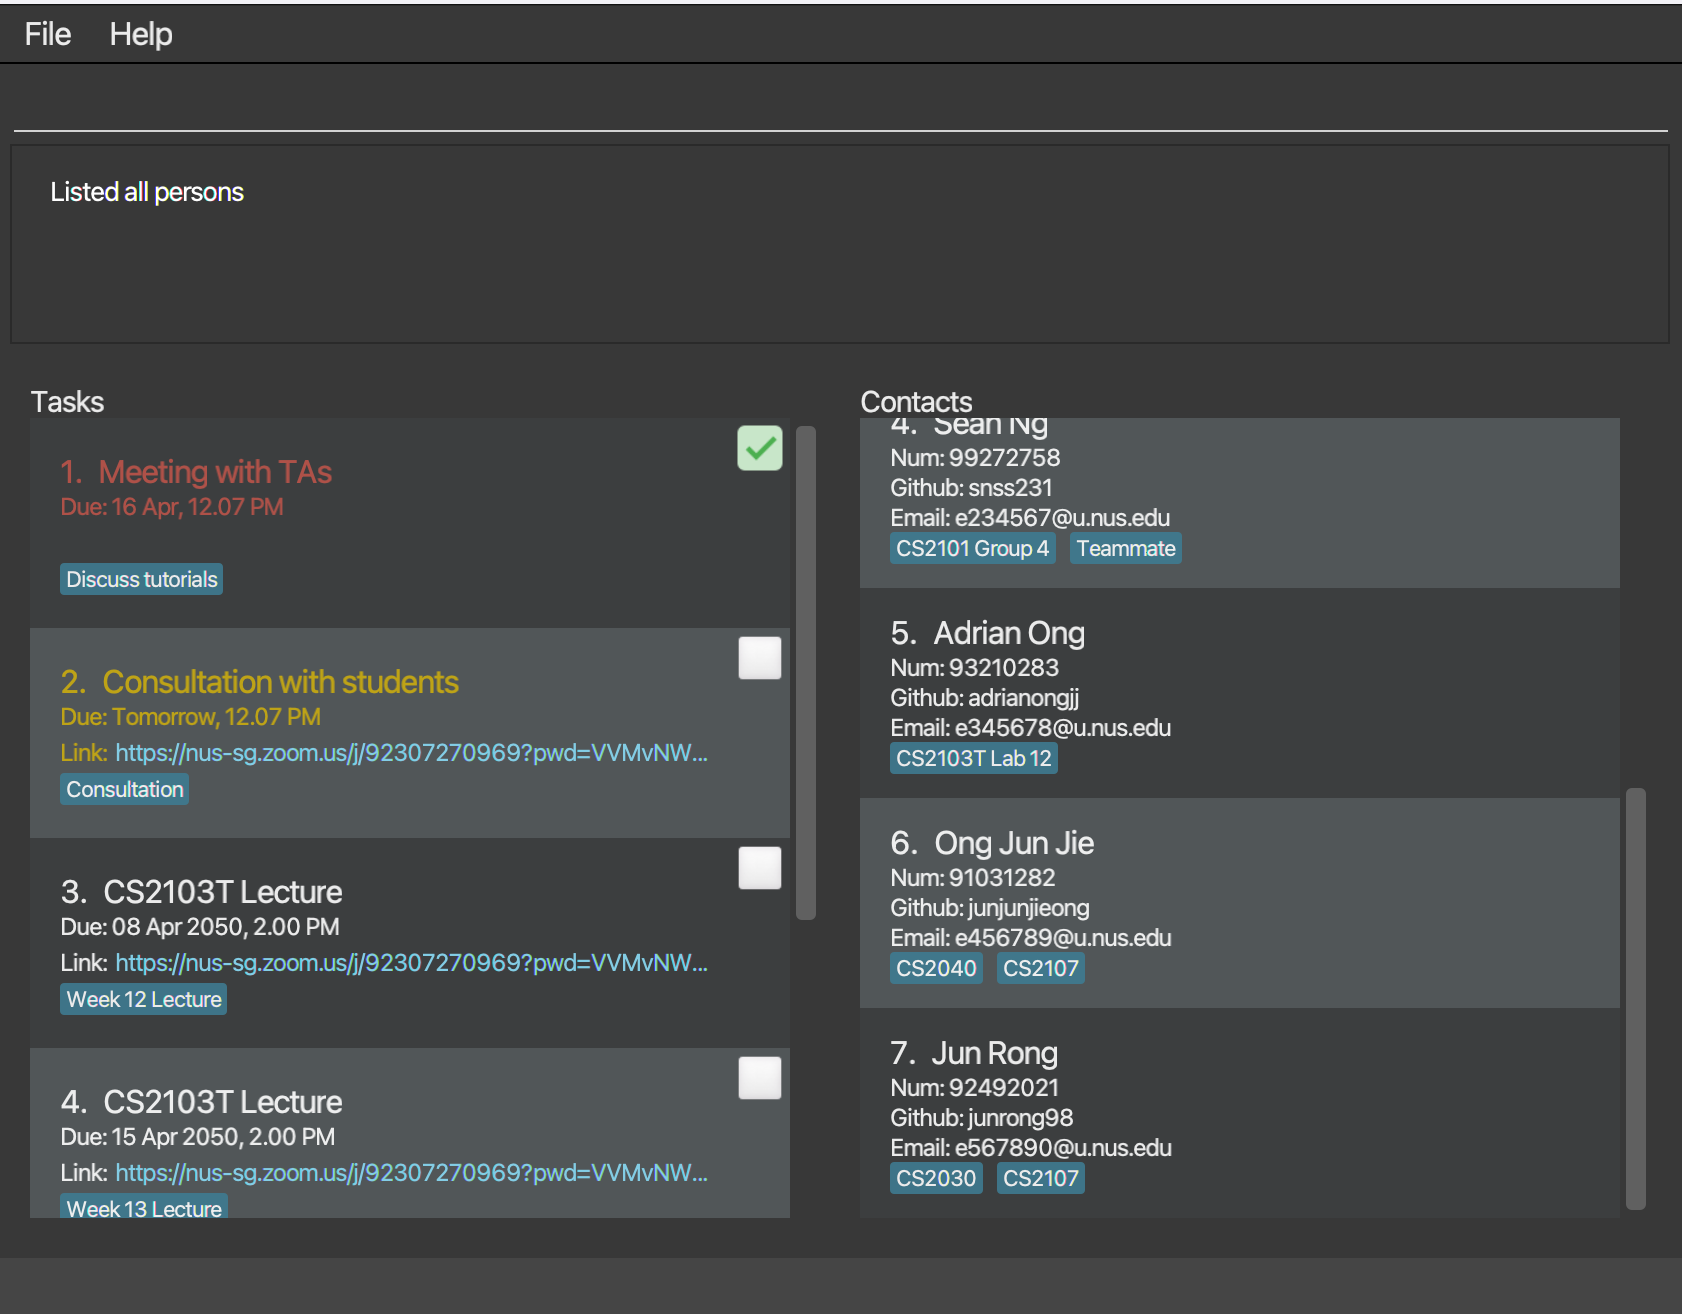 File Help
Listed all persons
Tasks
1. Meeting with TAs
Due: 16 Apr, 12.07 PM
Discuss tutorials
2. Consultation with students
Due: Tomorrow, 12.07 PM
Link: https://nus-sg.zoom.us/j/92307270969?pwd=VVMvNW...
Consultation
3. CS2103T Lecture
Due: 08 Apr 2050, 2.00 PM
Link: https://nus-sg.zoom.us/j/92307270969?pwd=VVMvNW...
Week 12 Lecture
4. CS2103T Lecture
Due: 15 Apr 2050, 2.00 PM
Link: https://nus-sg.zoom.us/j/92307270969?pwd=VVMvNW...
Week 13 Lecture
Contacts
4. Sean Ng
Num: 99272758
Github: snss231
Email: e234567@u.nus.edu
CS2101 Group 4 Teammate
5. Adrian Ong
Num: 93210283
Github: adrianongjj
Email: e345678@u.nus.edu
CS2103T Lab 12
6. Ong Jun Jie
Num: 91031282
Github: junjunjieong
Email: e456789@u.nus.edu
CS2040 CS2107
7. Jun Rong
Num: 92492021
Github: junrong98
Email: e567890@u.nus.edu
CS2030 CS2107